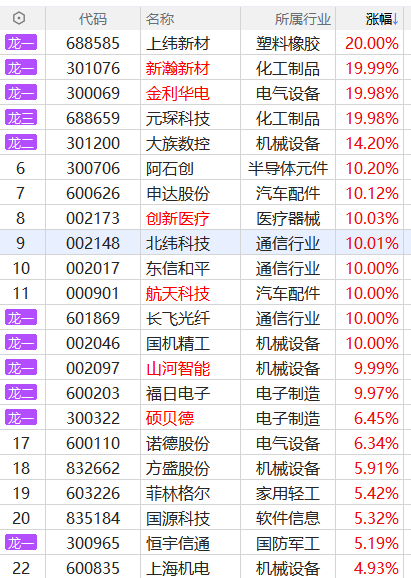 代码 名称 所属行业 涨幅↓
龙一 688585 上纬新材 塑料橡胶 20.00%
龙一 301076 新瀚新材 化工制品 19.99%
龙一 300069 金利华电 电气设备 19.98%
龙三 688659 元琛科技 化工制品 19.98%
龙二 301200 大族数控 机械设备 14.20%
6 300706 阿石创 半导体元件 10.20%
7 600626 申达股份 汽车配件 10.12%
8 002173 创新医疗 医疗器械 10.03%
9 002148 北纬科技 通信行业 10.01%
10 002017 东信和平 通信行业 10.00%
11 000901 航天科技 汽车配件 10.00%
龙一 601869 长飞光纤 通信行业 10.00%
龙一 002046 国机精工 机械设备 10.00%
龙一 002097 山河智能 机械设备 9.99%
龙二 600203 福日电子 电子制造 9.97%
龙一 300322 硕贝德 电子制造 6.45%
17 600110 诺德股份 电气设备 6.34%
18 832662 方盛股份 机械设备 5.91%
19 603226 菲林格尔 家用轻工 5.42%
20 835184 国源科技 软件信息 5.32%
龙一 300965 恒宇信通 国防军工 5.19%
22 600835 上海机电 机械设备 4.93%